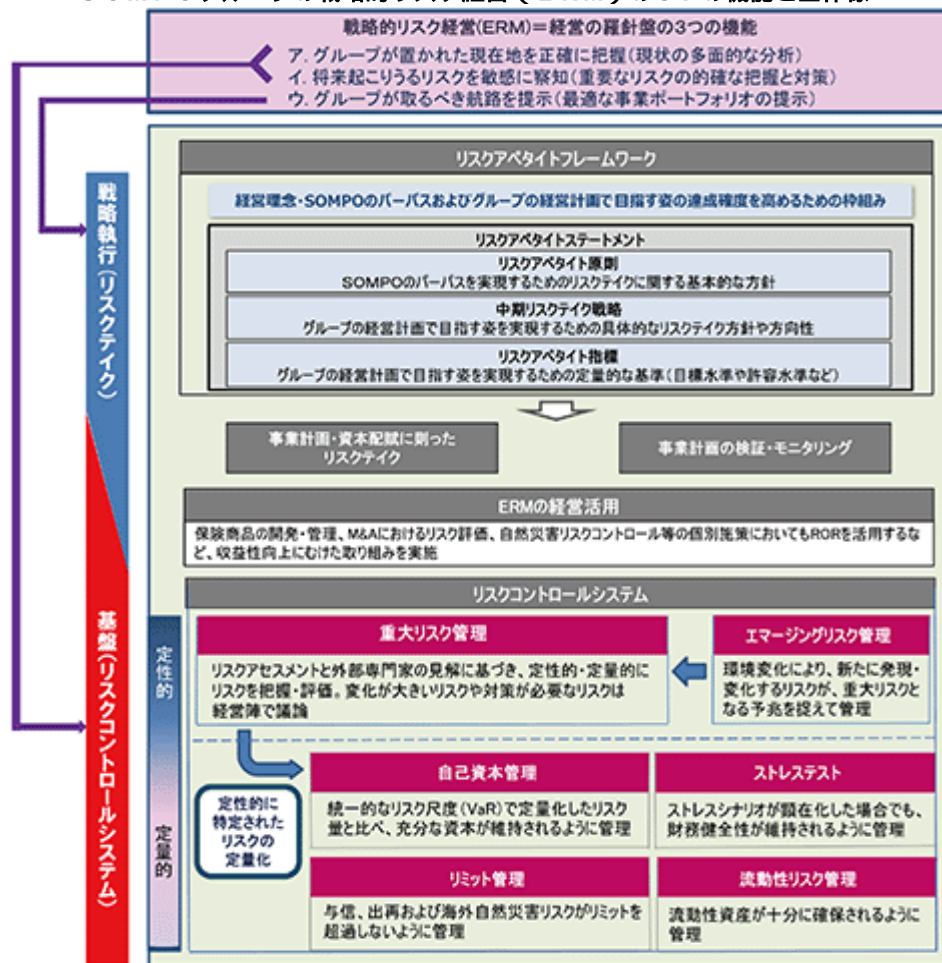 戦略的リスク経営(ERM)=経営の羅針盤の3つの機能
ア. グループが置かれた現在地を正確に把握(現状の多面的な分析)
イ. 将来起こりうるリスクを敏感に察知(重要なリスクの的確な把握と対策)
ウ. グループが取るべき航路を提示(最適な事業ポートフォリオの提示)
戦略執行(リスクテイク)
リスクアペタイトフレームワーク
経営理念・SOMPOのパーパスおよびグループの経営計画で目指す姿の達成確度を高めるための枠組み
リスクアペタイトステートメント
リスクアペタイト原則
SOMPOのパーパスを実現するためのリスクテイクに関する基本的な方針
中期リスクテイク戦略
グループの経営計画で目指す姿を実現するための具体的なリスクテイク方針や方向性
リスクアペタイト指標
グループの経営計画で目指す姿を実現するための定量的な基準(目標水準や許容水準など)
事業計画・資本配賦に則った
リスクテイク
事業計画の検証・モニタリング
ERMの経営活用
保険商品の開発・管理、M&Aにおけるリスク評価、自然災害リスクコントロール等の個別施策においてもRORを活用するな
ど、収益性向上にむけた取り組みを実施
基盤(リスクコントロールシステム)
リスクコントロールシステム
定性的
重大リスク管理
リスクアセスメントと外部専門家の見解に基づき、定性的・定量的に
リスクを把握・評価。変化が大きいリスクや対策が必要なリスクは
経営陣で議論
エマージングリスク管理
環境変化により、新たに発現・
変化するリスクが、重大リスクと
なる予兆を捉えて管理
定量的
定性的に
特定された
リスクの
定量化
自己資本管理
統一的なリスク尺度(VaR)で定量化したリスク
量と比べ、充分な資本が維持されるように管理
ストレステスト
ストレスシナリオが顕在化した場合でも、
財務健全性が維持されるように管理
リミット管理
与信、出再および海外自然災害リスクがリミットを
超過しないように管理
流動性リスク管理
流動性資産が十分に確保されるように
管理